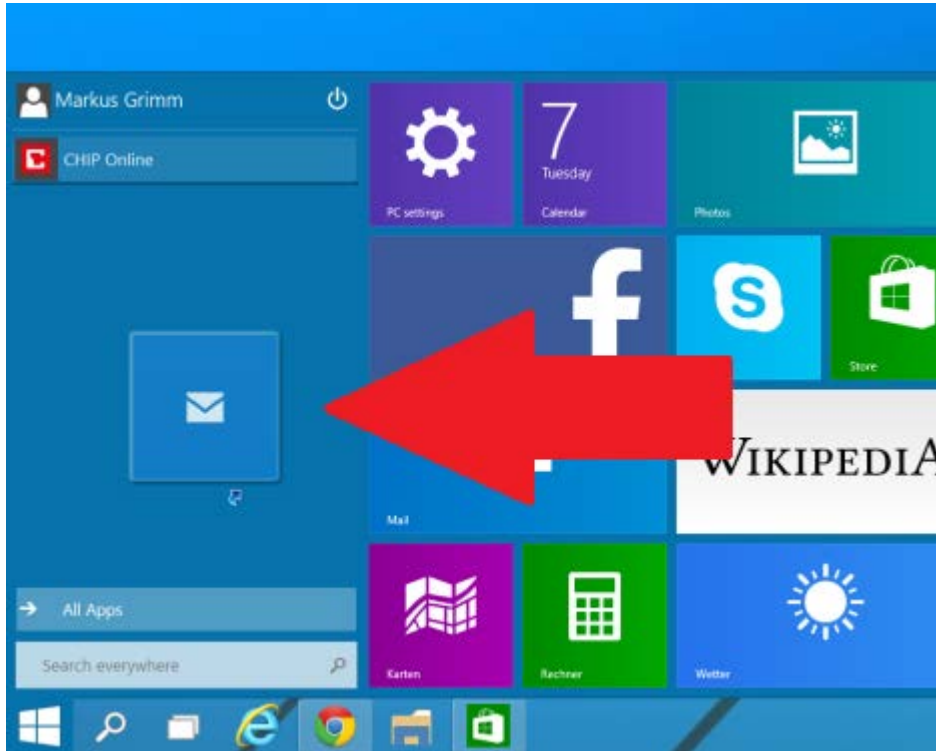 Markus Grimm
CHIP Online
All Apps
Search everywhere
PC settings
7
Tuesday
Calendar
Photos
f
S
Store
Mail
WIKIPEDIA
Karten
Rechner
Wetter